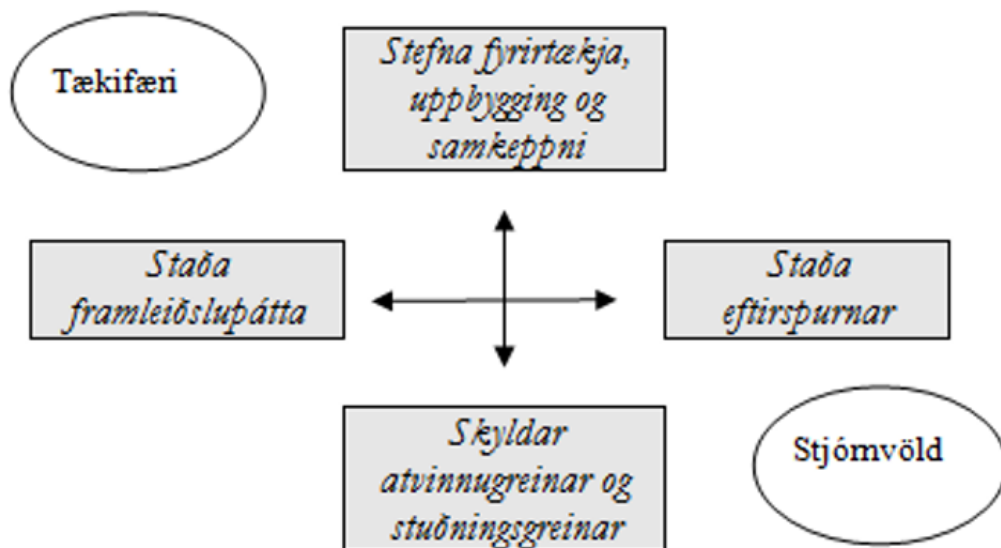 Tækifæri
Stefna fyrirtækja,
uppbygging og
samkeppni
Staða
framleiðsluþátta
Staða
eftirspurnar
Skyldar
atvinnugreinar og
stuðningsgreinar
Stjórnvöld